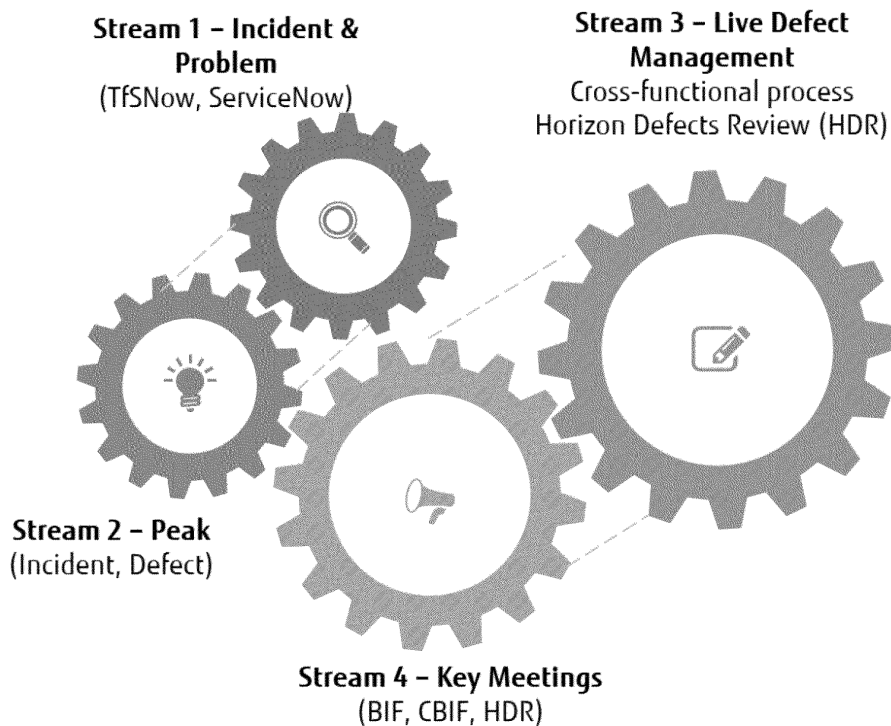 Stream 1 – Incident &
Problem
(TfSNow, ServiceNow)
Stream 3 – Live Defect
Management
Cross-functional process
Horizon Defects Review (HDR)
Stream 2 – Peak
(Incident, Defect)
Stream 4 – Key Meetings
(BIF, CBIF, HDR)